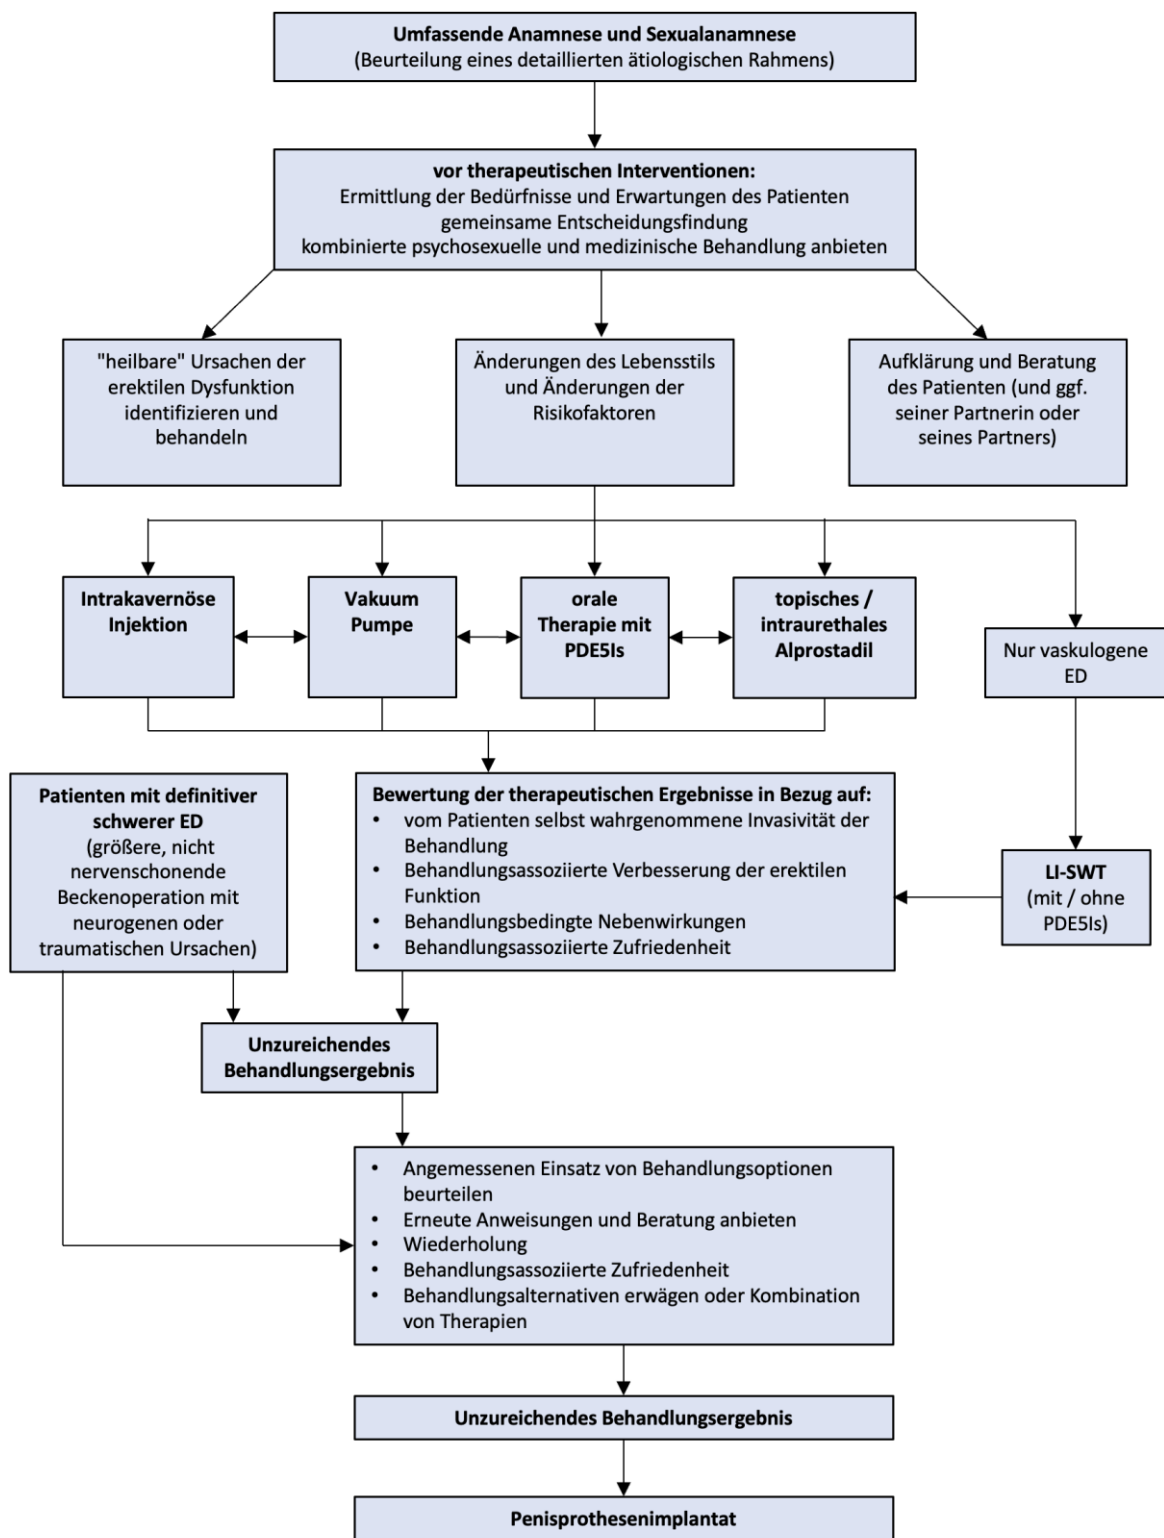 Umfassende Anamnese und Sexualanamnese
(Beurteilung eines detaillierten ätiologischen Rahmens)
vor therapeutischen Interventionen:
Ermittlung der Bedürfnisse und Erwartungen des Patienten
gemeinsame Entscheidungsfindung
kombinierte psychosexuelle und medizinische Behandlung anbieten
"heilbare" Ursachen der
erektilen Dysfunktion
identifizieren und
behandeln
Änderungen des Lebensstils
und Änderungen der
Risikofaktoren
Aufklärung und Beratung
des Patienten (und ggf.
seiner Partnerin oder
seines Partners)
Intrakavernöse
Injektion
Vakuum
Pumpe
orale
Therapie mit
PDE5Is
topisches /
intraurethales
Alprostadil
Nur vaskulogene
ED
Patienten mit definitiver
schwerer ED
(größere, nicht
nervenschonende
Beckenoperation mit
neurogenen oder
traumatischen Ursachen)
Bewertung der therapeutischen Ergebnisse in Bezug auf:
• vom Patienten selbst wahrgenommene Invasivität der
Behandlung
• Behandlungsassoziierte Verbesserung der erektilen
Funktion
• Behandlungsbedingte Nebenwirkungen
• Behandlungsassoziierte Zufriedenheit
LI-SWT
(mit / ohne
PDE5Is)
Unzureichendes
Behandlungsergebnis
• Angemessenen Einsatz von Behandlungsoptionen
beurteilen
• Erneute Anweisungen und Beratung anbieten
• Wiederholung
• Behandlungsassoziierte Zufriedenheit
• Behandlungsalternativen erwägen oder Kombination
von Therapien
Unzureichendes Behandlungsergebnis
Penisprothesenimplantat